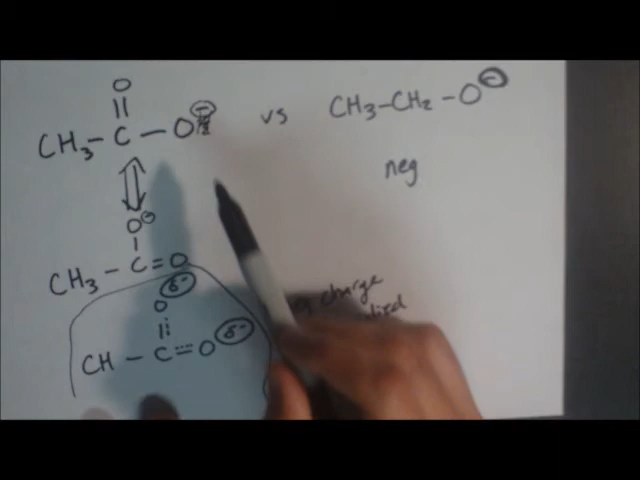 O
CH3 – C – O⊖ vs CH3–CH2–O⊖
neg
O⊖
CH3 – C = O
δ-
O
CH – C = O δ-
charge